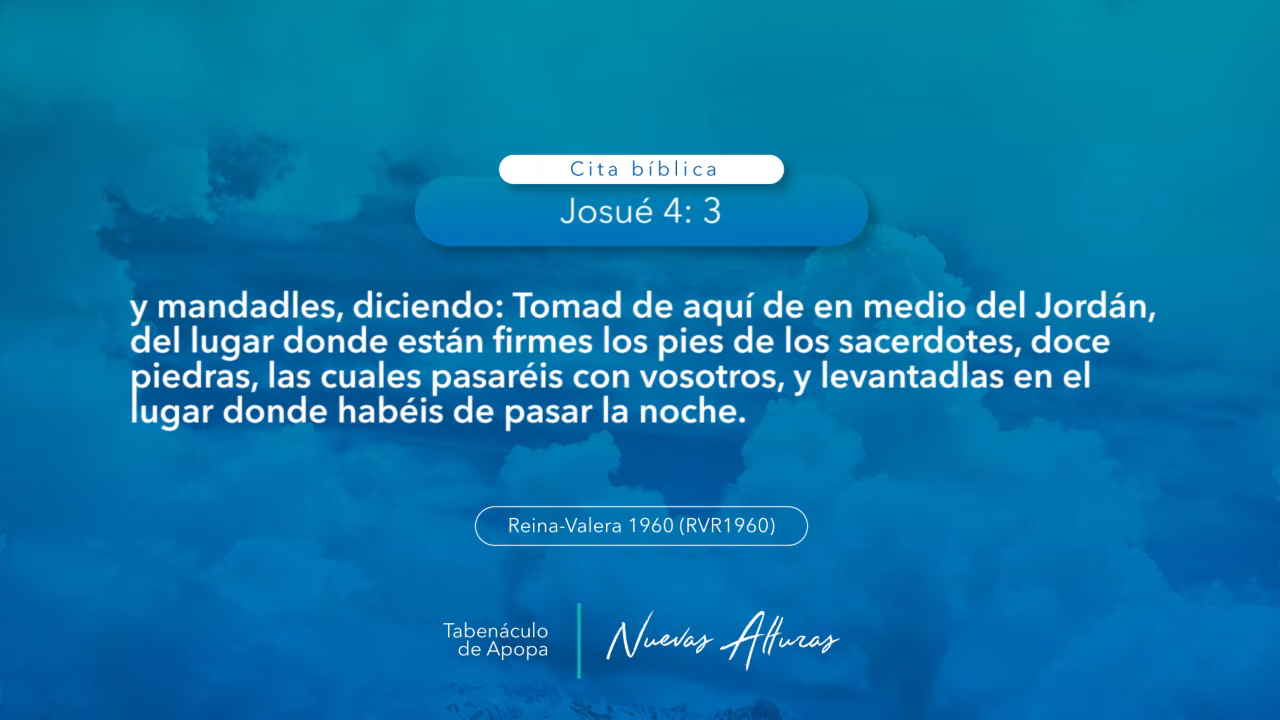 Cita bíblica
Josué 4: 3
y mandadles, diciendo: Tomad de aquí de en medio del Jordán,
del lugar donde están firmes los pies de los sacerdotes, doce
piedras, las cuales pasaréis con vosotros, y levantadlas en el
lugar donde habéis de pasar la noche.
Reina-Valera 1960 (RVR1960)
Tabenáculo
de Apopa
Nuevas Alturas